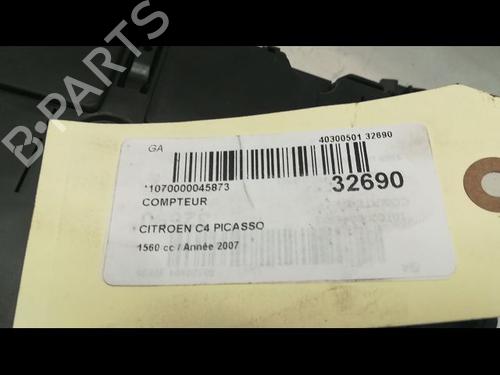 B-PARTS
GA
40300501 32690
*1070000045873
32690
COMPTEUR
CITROEN C4 PICASSO
1560 cc / Année 2007